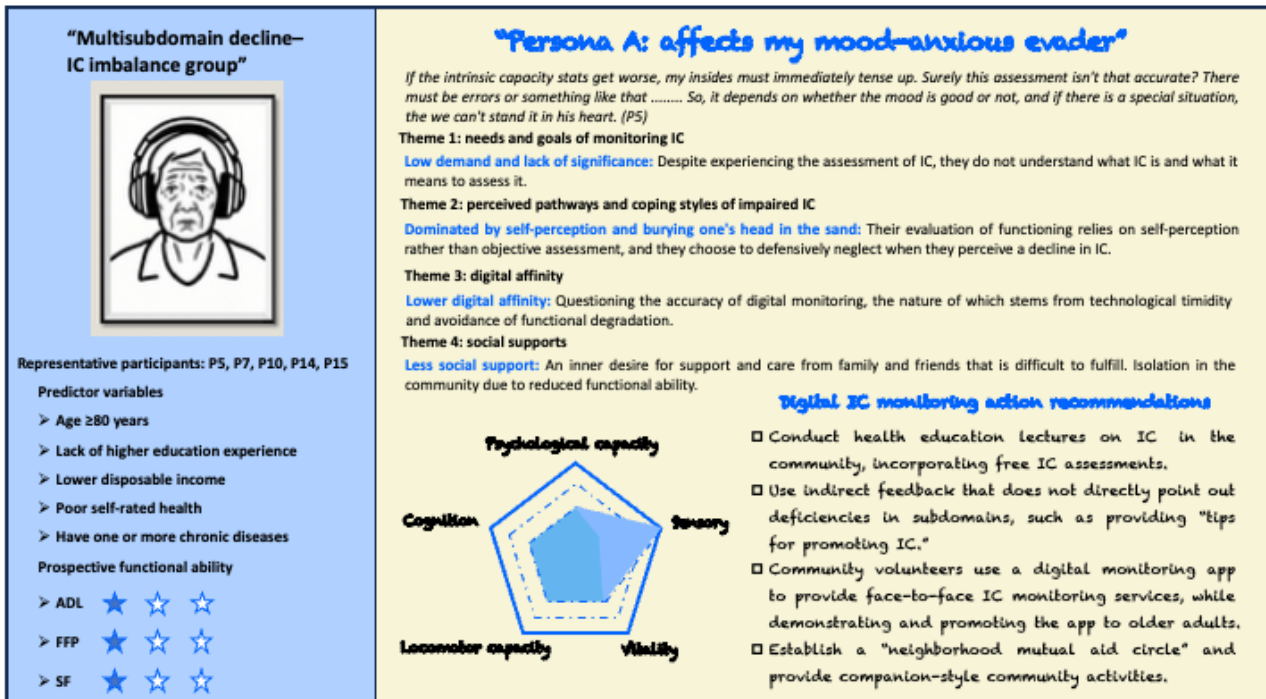 “Multisubdomain decline–
IC imbalance group”
Representative participants: P5, P7, P10, P14, P15
Predictor variables
➢ Age ≥80 years
➢ Lack of higher education experience
➢ Lower disposable income
➢ Poor self-rated health
➢ Have one or more chronic diseases
Prospective functional ability
➢ ADL
➢ FFP
➢ SF
“Persona A: affects my mood–anxious evader”
If the intrinsic capacity stats get worse, my insides must immediately tense up. Surely this assessment isn't that accurate? There
must be errors or something like that ........ So, it depends on whether the mood is good or not, and if there is a special situation,
the we can't stand it in his heart. (P5)
Theme 1: needs and goals of monitoring IC
Low demand and lack of significance: Despite experiencing the assessment of IC, they do not understand what IC is and what it
means to assess it.
Theme 2: perceived pathways and coping styles of impaired IC
Dominated by self-perception and burying one's head in the sand: Their evaluation of functioning relies on self-perception
rather than objective assessment, and they choose to defensively neglect when they perceive a decline in IC.
Theme 3: digital affinity
Lower digital affinity: Questioning the accuracy of digital monitoring, the nature of which stems from technological timidity
and avoidance of functional degradation.
Theme 4: social supports
Less social support: An inner desire for support and care from family and friends that is difficult to fulfill. Isolation in the
community due to reduced functional ability.
Psychological capacity
Cognition
Sensory
Locomotor capacity
Vitality
Digital IC monitoring action recommendations
Conduct health education lectures on IC in the
community, incorporating free IC assessments.
Use indirect feedback that does not directly point out
deficiencies in subdomains, such as providing “tips
for promoting IC.”
Community volunteers use a digital monitoring app
to provide face-to-face IC monitoring services, while
demonstrating and promoting the app to older adults.
Establish a “neighborhood mutual aid circle” and
provide companion-style community activities.